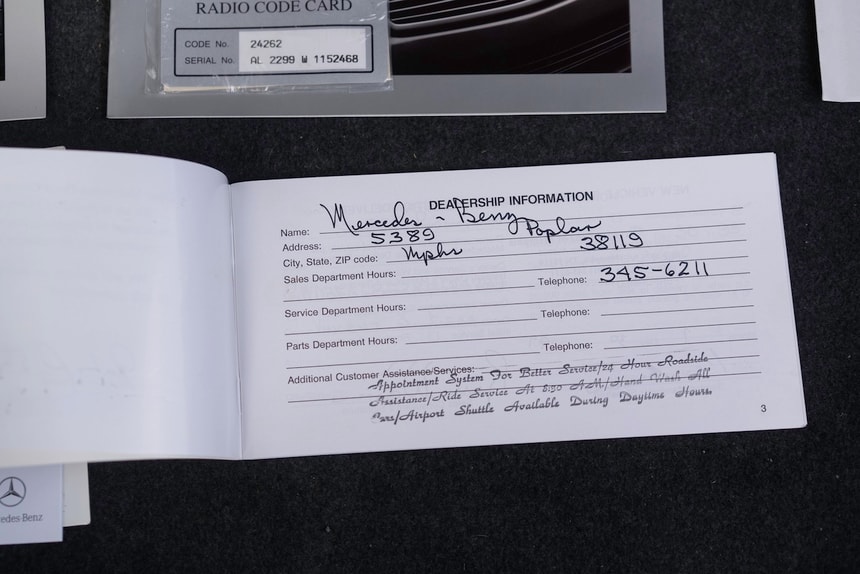 RADIO CODE CARD
CODE No. 24262
SERIAL No. AL 2299 W 1152468
DEALERSHIP INFORMATION
Name: Mercedes - Benz
Address: 5389 Poplar
City, State, ZIP code: Mphs 38119
Sales Department Hours:
Telephone: 345-6211
Service Department Hours:
Telephone:
Parts Department Hours:
Telephone:
Additional Customer Assistance/Services:
Appointment System For Better Service/24 Hour Roadside
Assistance/Ride Service At 8:30 AM/Hand Wash All
Cars/Airport Shuttle Available During Daytime Hours.
3
edes Benz